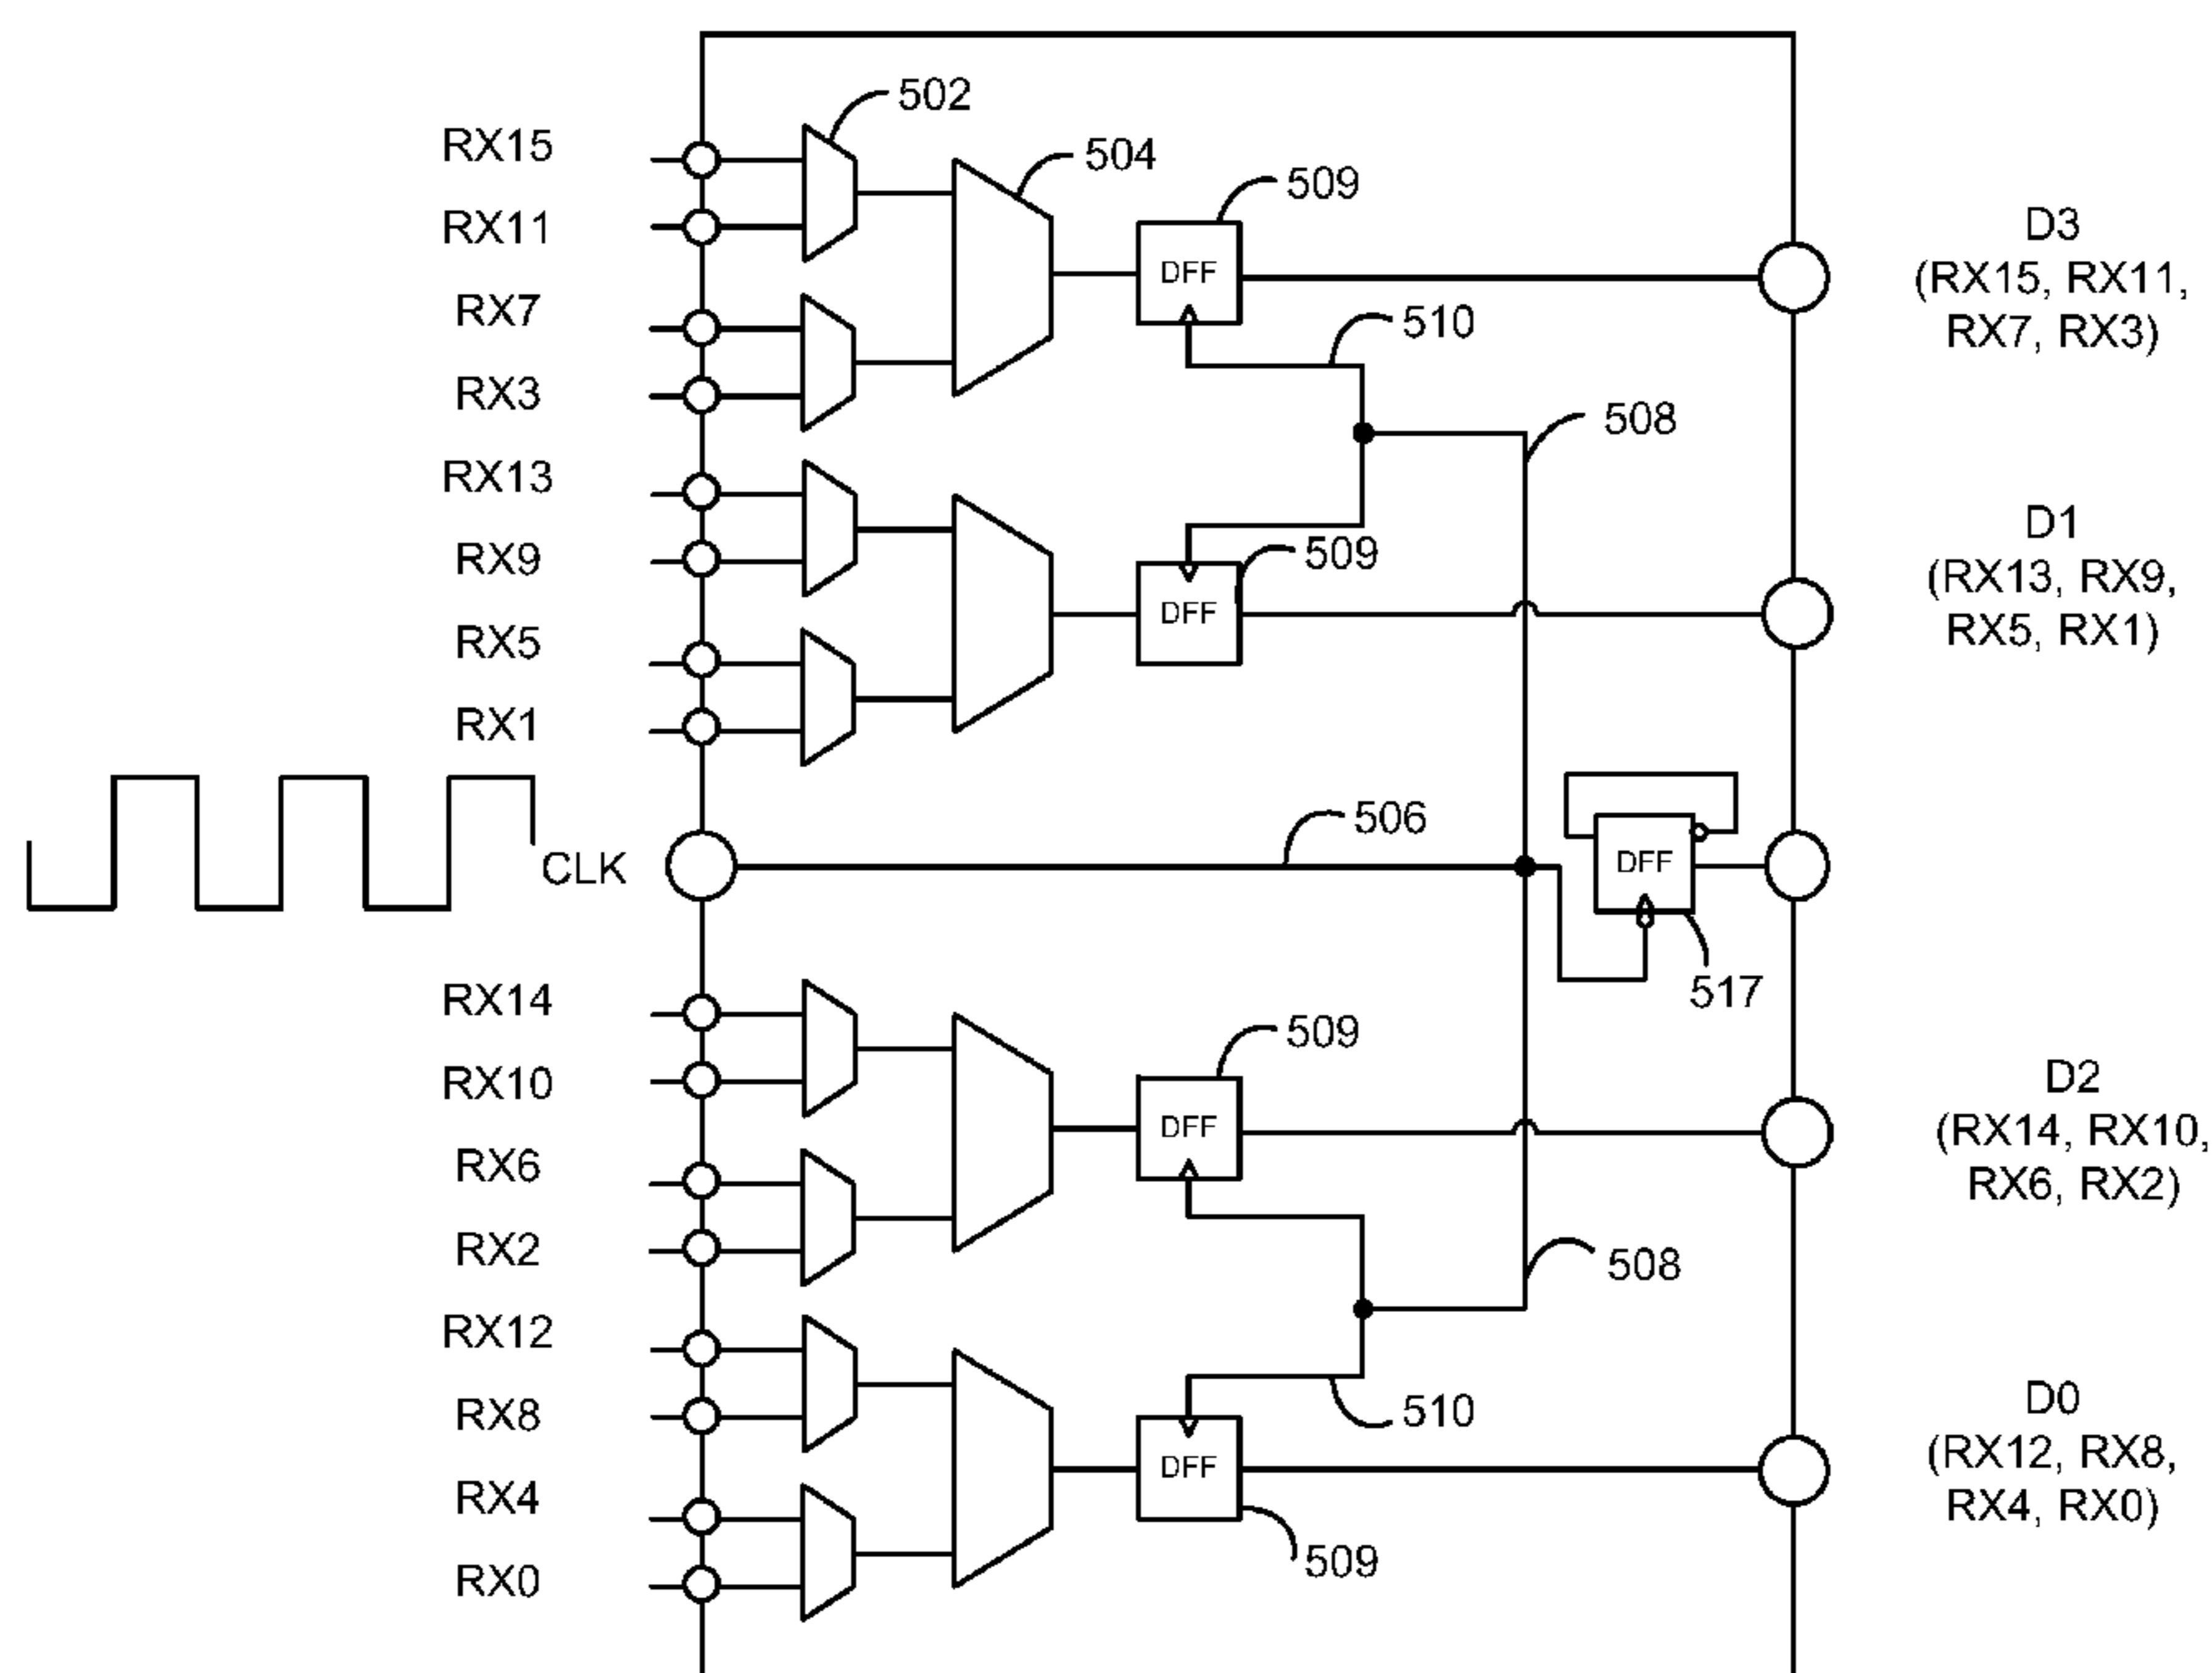 502
504
509
RX15
RX11
RX7
RX3
DFF
510
D3
(RX15, RX11,
RX7, RX3)
508
RX13
RX9
RX5
RX1
509
DFF
D1
(RX13, RX9,
RX5, RX1)
CLK
506
DFF
517
RX14
RX10
RX6
RX2
509
DFF
D2
(RX14, RX10,
RX6, RX2)
508
RX12
RX8
RX4
RX0
510
DFF
509
D0
(RX12, RX8,
RX4, RX0)